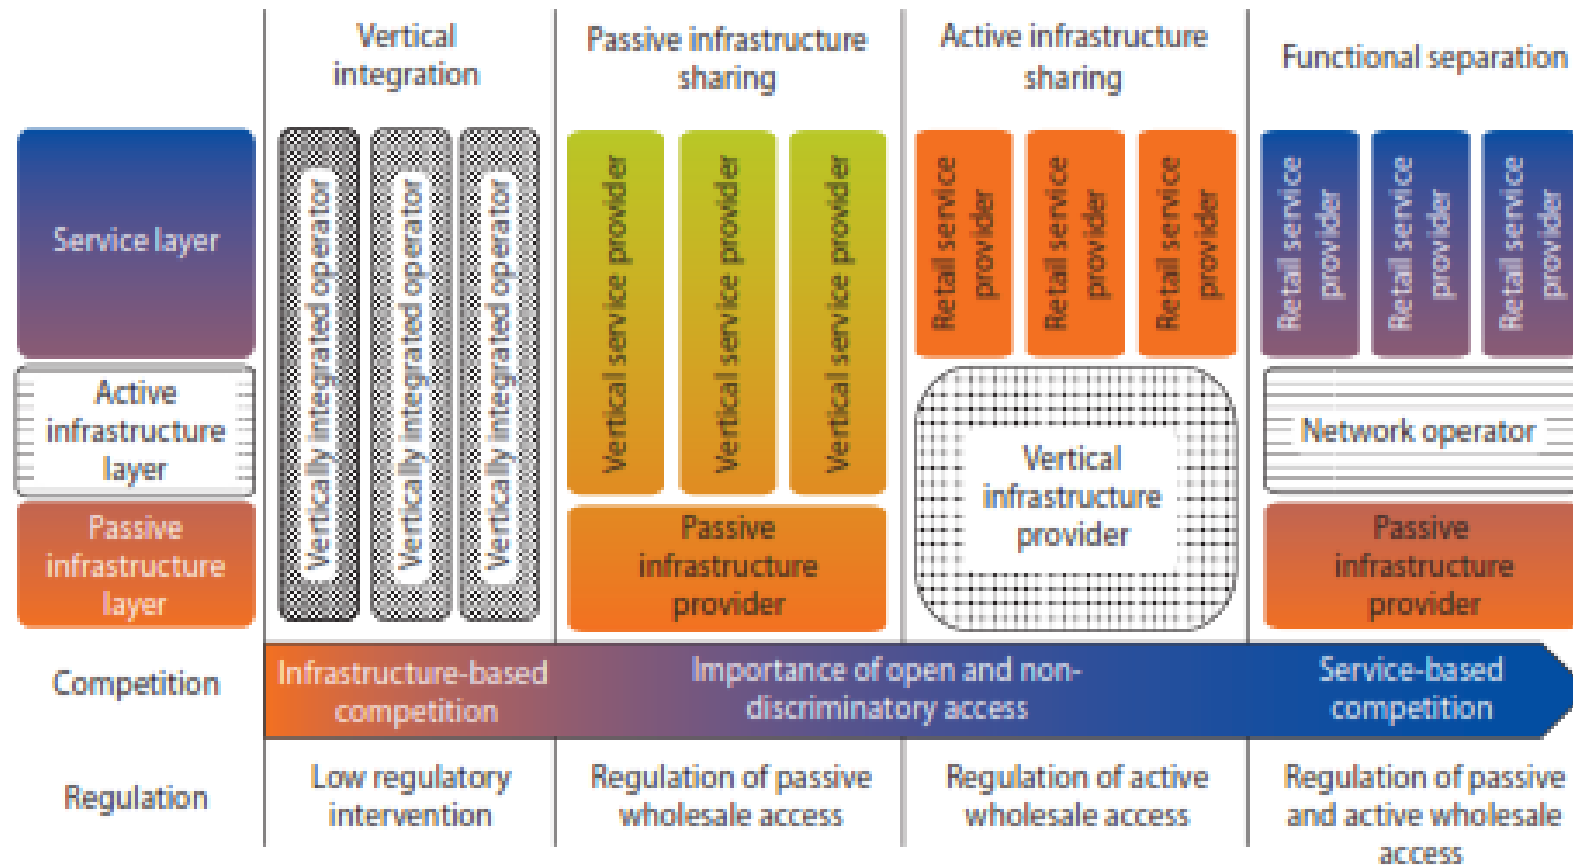 Vertical
integration
Passive infrastructure
sharing
Active infrastructure
sharing
Functional separation
Service layer
Active
infrastructure
layer
Passive
infrastructure
layer
Vertically integrated operator
Vertically integrated operator
Vertically integrated operator
Vertical service provider
Vertical service provider
Vertical service provider
Passive
infrastructure
provider
Retail service
provider
Retail service
provider
Retail service
provider
Vertical
infrastructure
provider
Retail service
provider
Retail service
provider
Retail service
provider
Network operator
Passive
infrastructure
provider
Competition
Infrastructure-based
competition
Importance of open and non-
discriminatory access
Service-based
competition
Regulation
Low regulatory
intervention
Regulation of passive
wholesale access
Regulation of active
wholesale access
Regulation of passive
and active wholesale
access